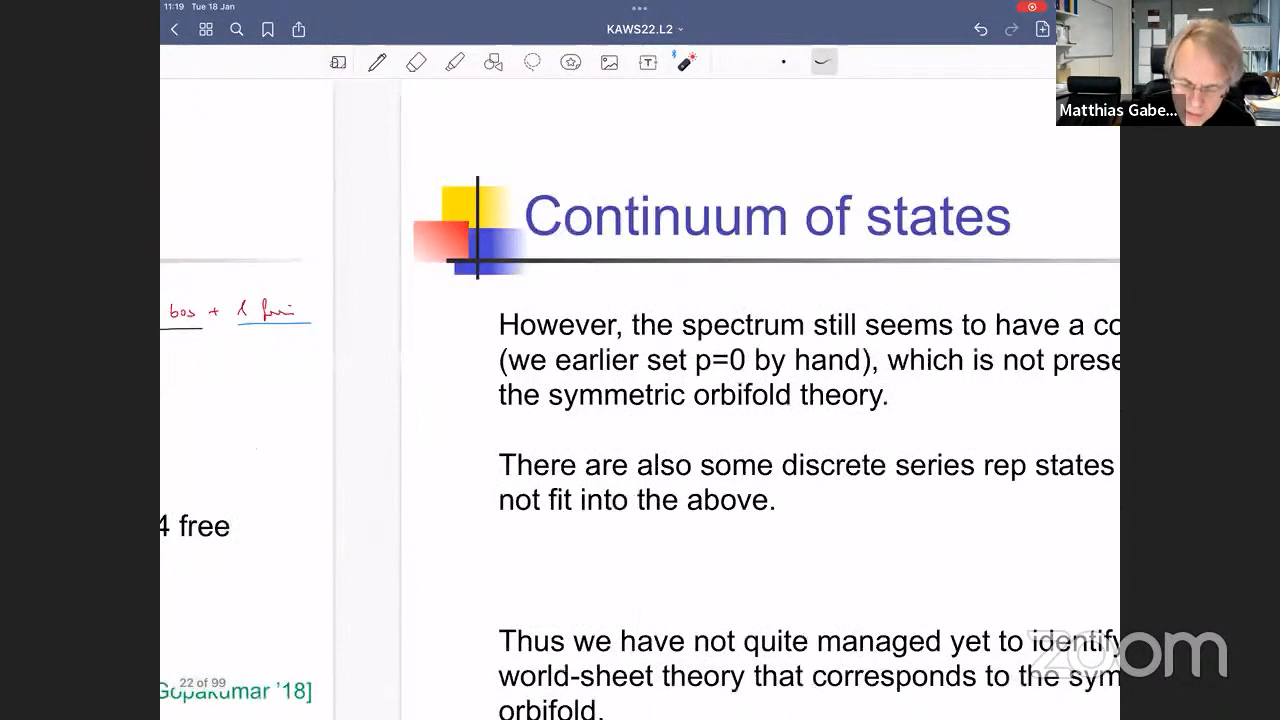 11:19 Tue 18 Jan
KAWS22.L2
Matthias Gabe...
Continuum of states
bos +
However, the spectrum still seems to have a co
(we earlier set p=0 by hand), which is not prese
the symmetric orbifold theory.
There are also some discrete series rep states
not fit into the above.
4 free
Thus we have not quite managed yet to identify
world-sheet theory that corresponds to the sym
orbifold.
22 of 99
Gopakumar '18]
zoom